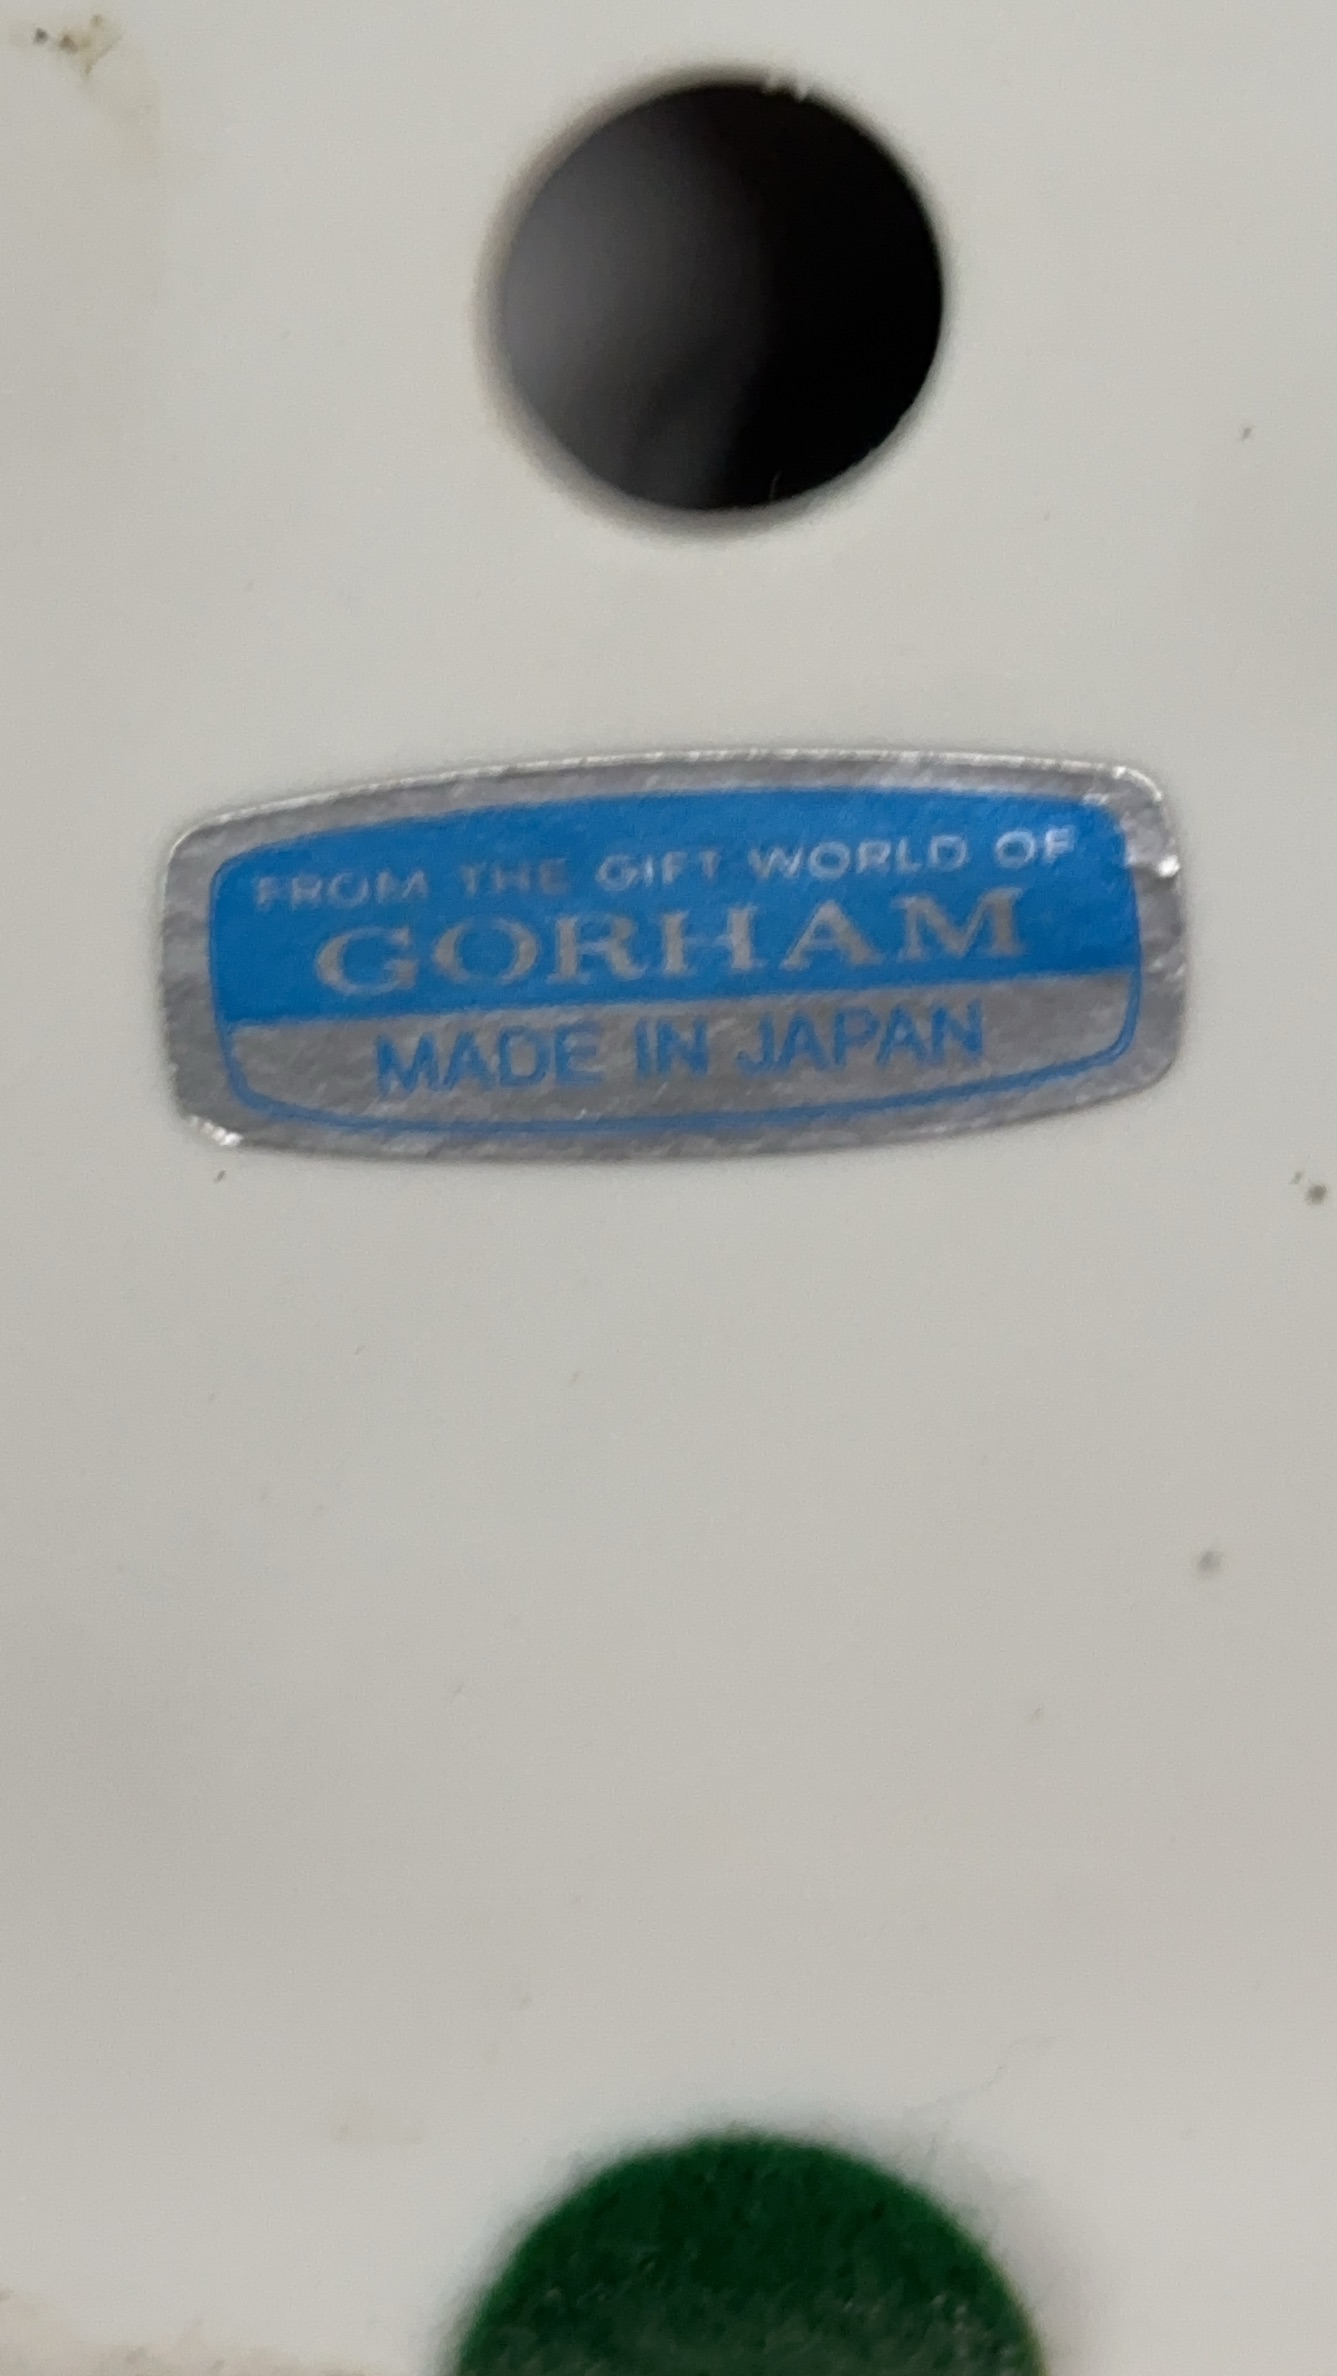 FROM THE GIFT WORLD OF
GORHAM
MADE IN JAPAN